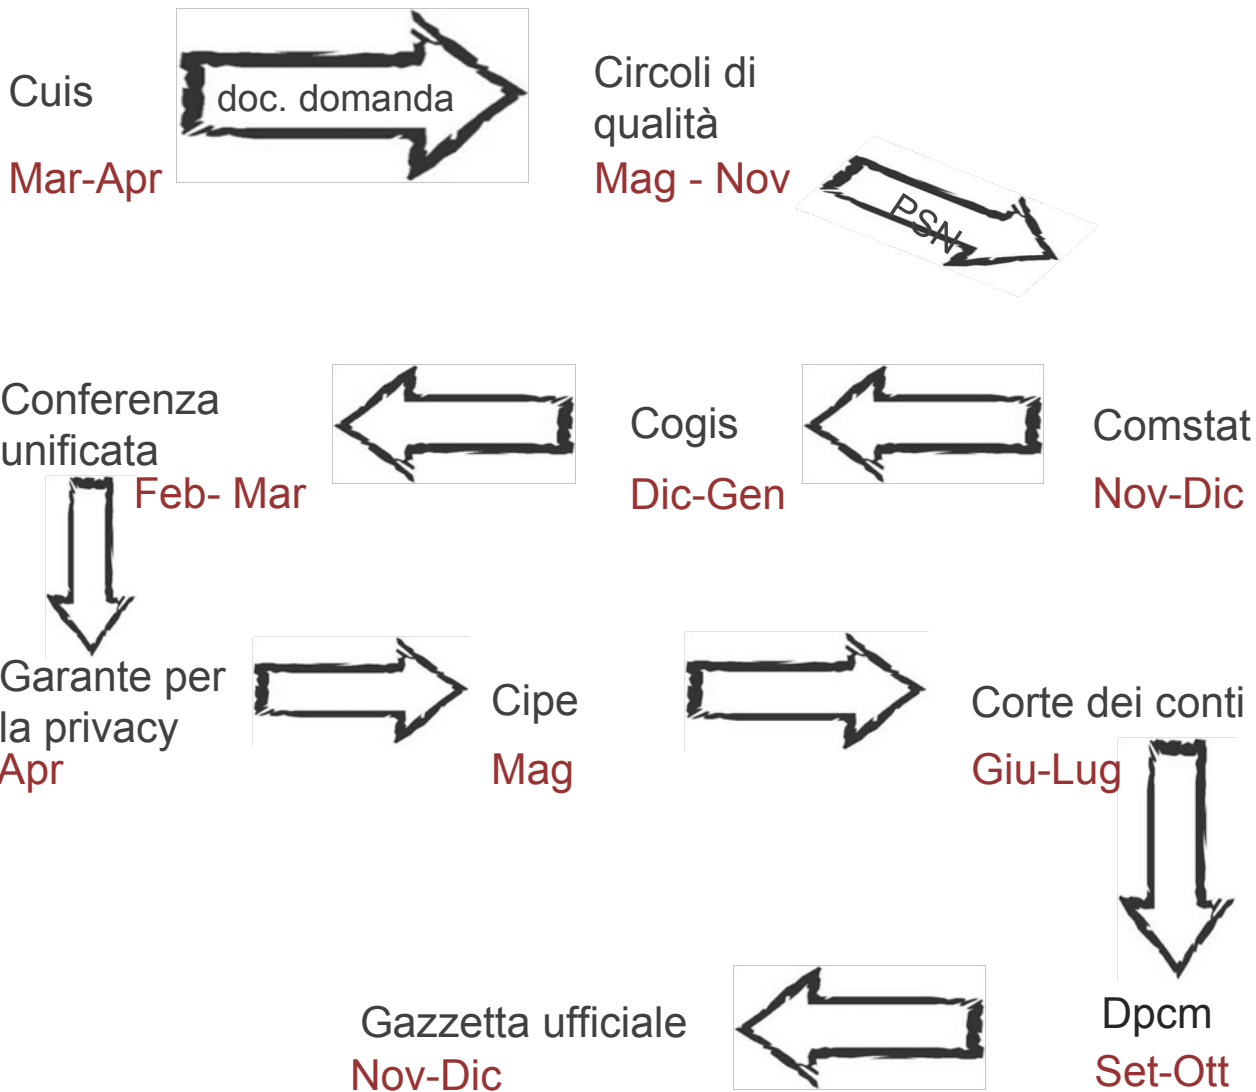 Cuis
Mar-Apr
doc. domanda
Circoli di
qualità
Mag - Nov
PSN
Conferenza
unificata
Feb- Mar
Cogis
Dic-Gen
Comstat
Nov-Dic
Garante per
la privacy
Apr
Cipe
Mag
Corte dei conti
Giu-Lug
Gazzetta ufficiale
Nov-Dic
Dpcm
Set-Ott